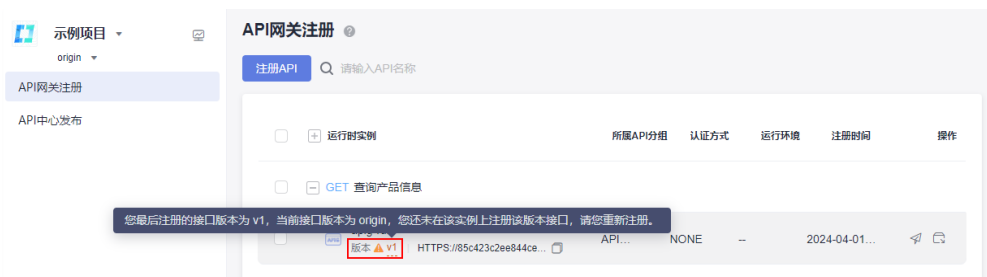 示例项目
origin
API网关注册
API中心发布
API网关注册
注册API
请输入API名称
运行时实例 所属API分组 认证方式 运行环境 注册时间 操作
GET 查询产品信息
您最后注册的接口版本为 v1，当前接口版本为 origin，您还未在该实例上注册该版本接口，请您重新注册。
版本 v1 HTTPS://85c423c2ee844ce... API... NONE -- 2024-04-01...